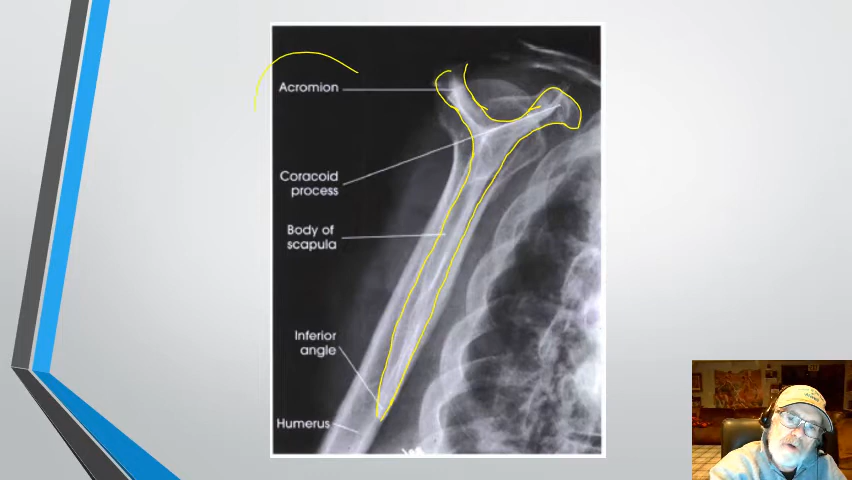 Acromion
Coracoid
process
Body of
scapula
Inferior
angle
Humerus